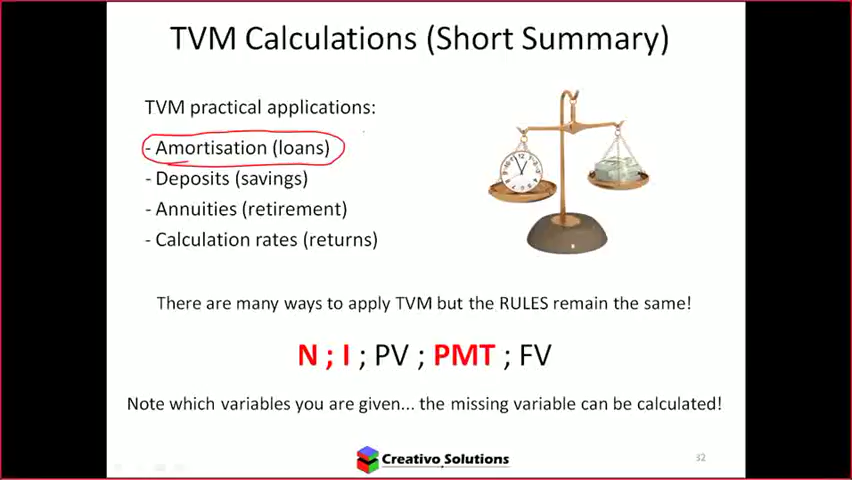 TVM Calculations (Short Summary)
TVM practical applications:
- Amortisation (loans)
- Deposits (savings)
- Annuities (retirement)
- Calculation rates (returns)
12
There are many ways to apply TVM but the RULES remain the same!
N ; I ; PV ; PMT ; FV
Note which variables you are given... the missing variable can be calculated!
Creativo Solutions
32